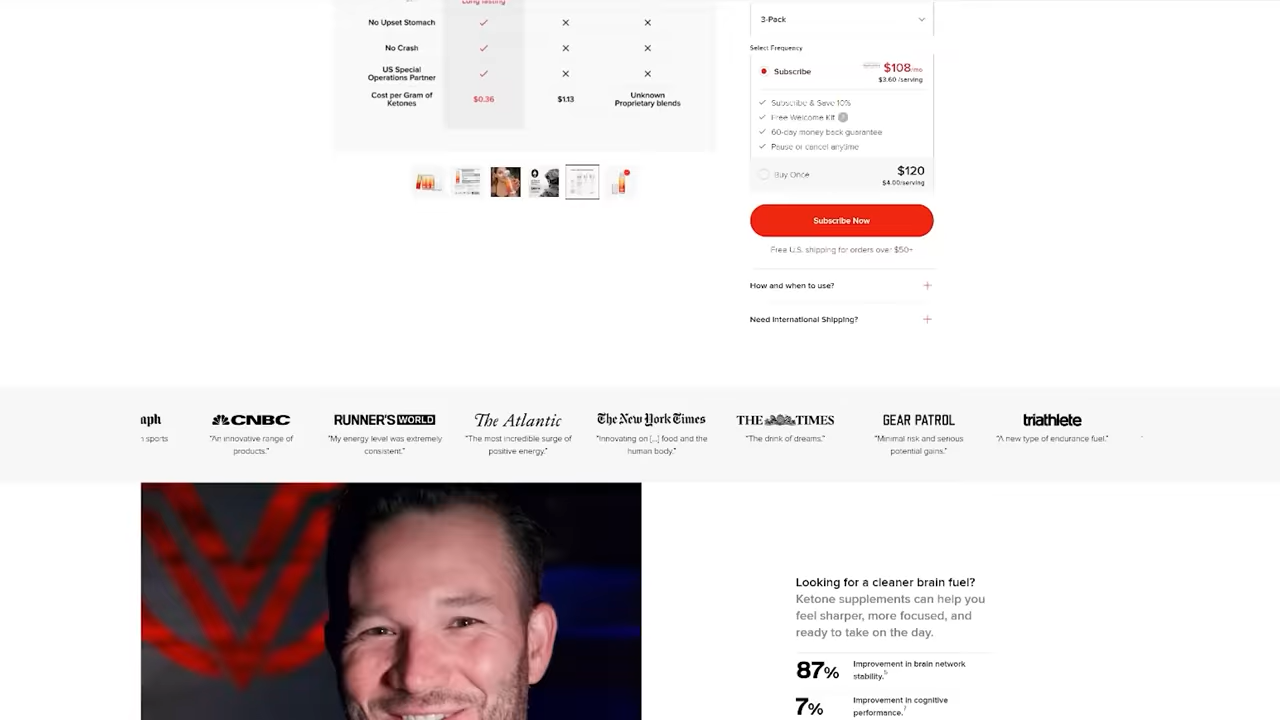 Long lasting
No Upset Stomach
No Crash
US Special
Operations Partner
Cost per Gram of
Ketones
$0.36
$1.13
Unknown
Proprietary blends
3-Pack
Select Frequency
Subscribe
$108/mo
$3.60 /serving
Subscribe & Save 10%
Free Welcome Kit
60-day money back guarantee
Pause or cancel anytime
Buy Once
$120
$4.00/serving
Subscribe Now
Free U.S. shipping for orders over $50+
How and when to use?
Need International Shipping?
CNBC
"An innovative range of
products."
RUNNER'S WORLD
"My energy level was extremely
consistent."
The Atlantic
"The most incredible surge of
positive energy."
The New York Times
"Innovating on [...] food and the
human body."
THE TIMES
"The drink of dreams."
GEAR PATROL
"Minimal risk and serious
potential gains."
triathlete
"A new type of endurance fuel."
Looking for a cleaner brain fuel?
Ketone supplements can help you
feel sharper, more focused, and
ready to take on the day.
87%
Improvement in brain network
stability.
7%
Improvement in cognitive
performance.